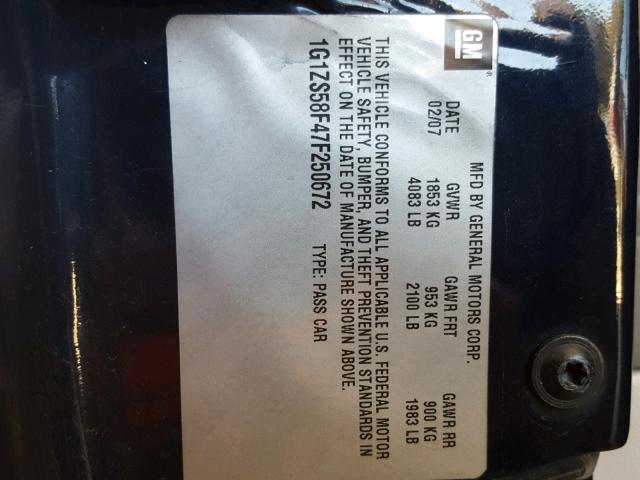 GM
MFD BY GENERAL MOTORS CORP.
DATE GVWR GAWR FRT GAWR RR
02/07 1853 KG 953 KG 900 KG
4083 LB 2100 LB 1983 LB
THIS VEHICLE CONFORMS TO ALL APPLICABLE U.S. FEDERAL MOTOR
VEHICLE SAFETY, BUMPER, AND THEFT PREVENTION STANDARDS IN
EFFECT ON THE DATE OF MANUFACTURE SHOWN ABOVE.
1G1ZS58F47F250672 TYPE: PASS CAR